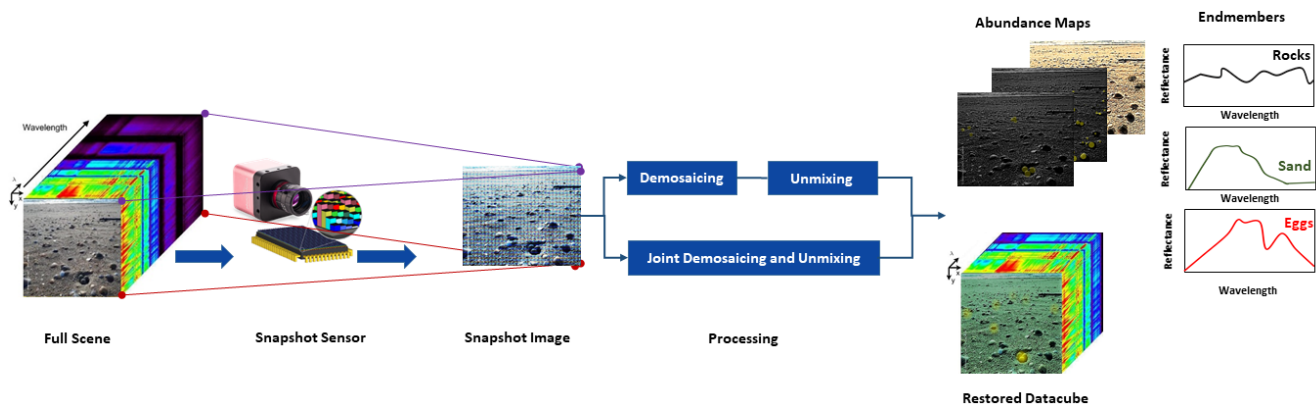 Wavelength
λ
x
y
Full Scene
Snapshot Sensor
Snapshot Image
Demosaicing
Unmixing
Joint Demosaicing and Unmixing
Processing
Abundance Maps
λ
x
y
Restored Datacube
Endmembers
Reflectance
Rocks
Wavelength
Reflectance
Sand
Wavelength
Reflectance
Eggs
Wavelength